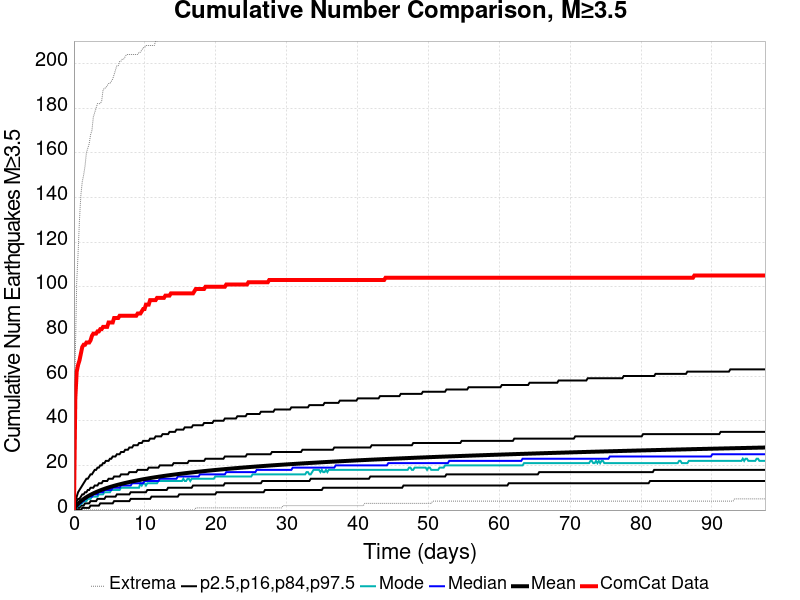 Cumulative Number Comparison, M≥3.5
Cumulative Num Earthquakes M≥3.5
200
180
160
140
120
100
80
60
40
20
0
0 10 20 30 40 50 60 70 80 90
Time (days)
Extrema p2.5,p16,p84,p97.5 Mode Median Mean ComCat Data